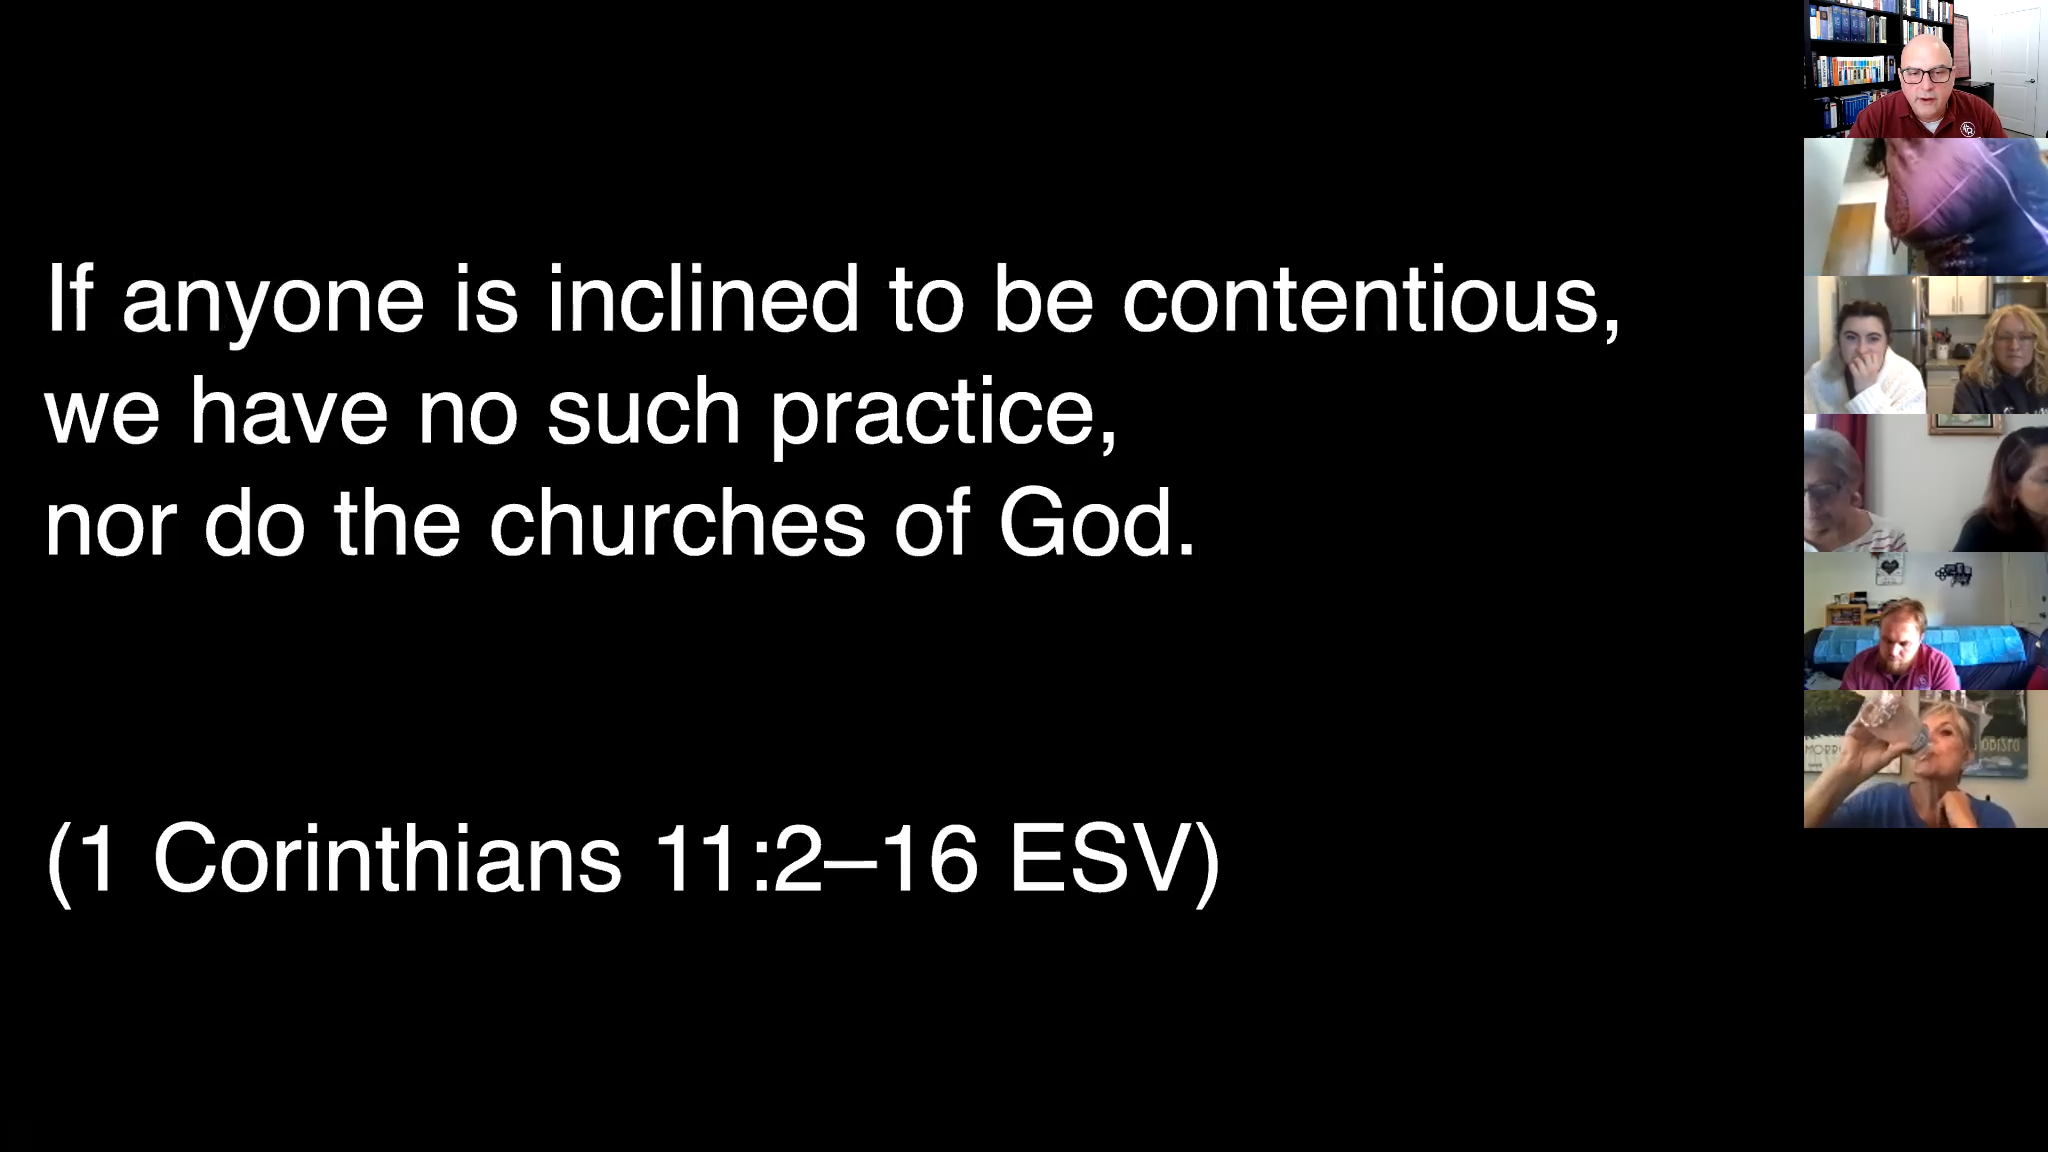 If anyone is inclined to be contentious,
we have no such practice,
nor do the churches of God.
(1 Corinthians 11:2–16 ESV)